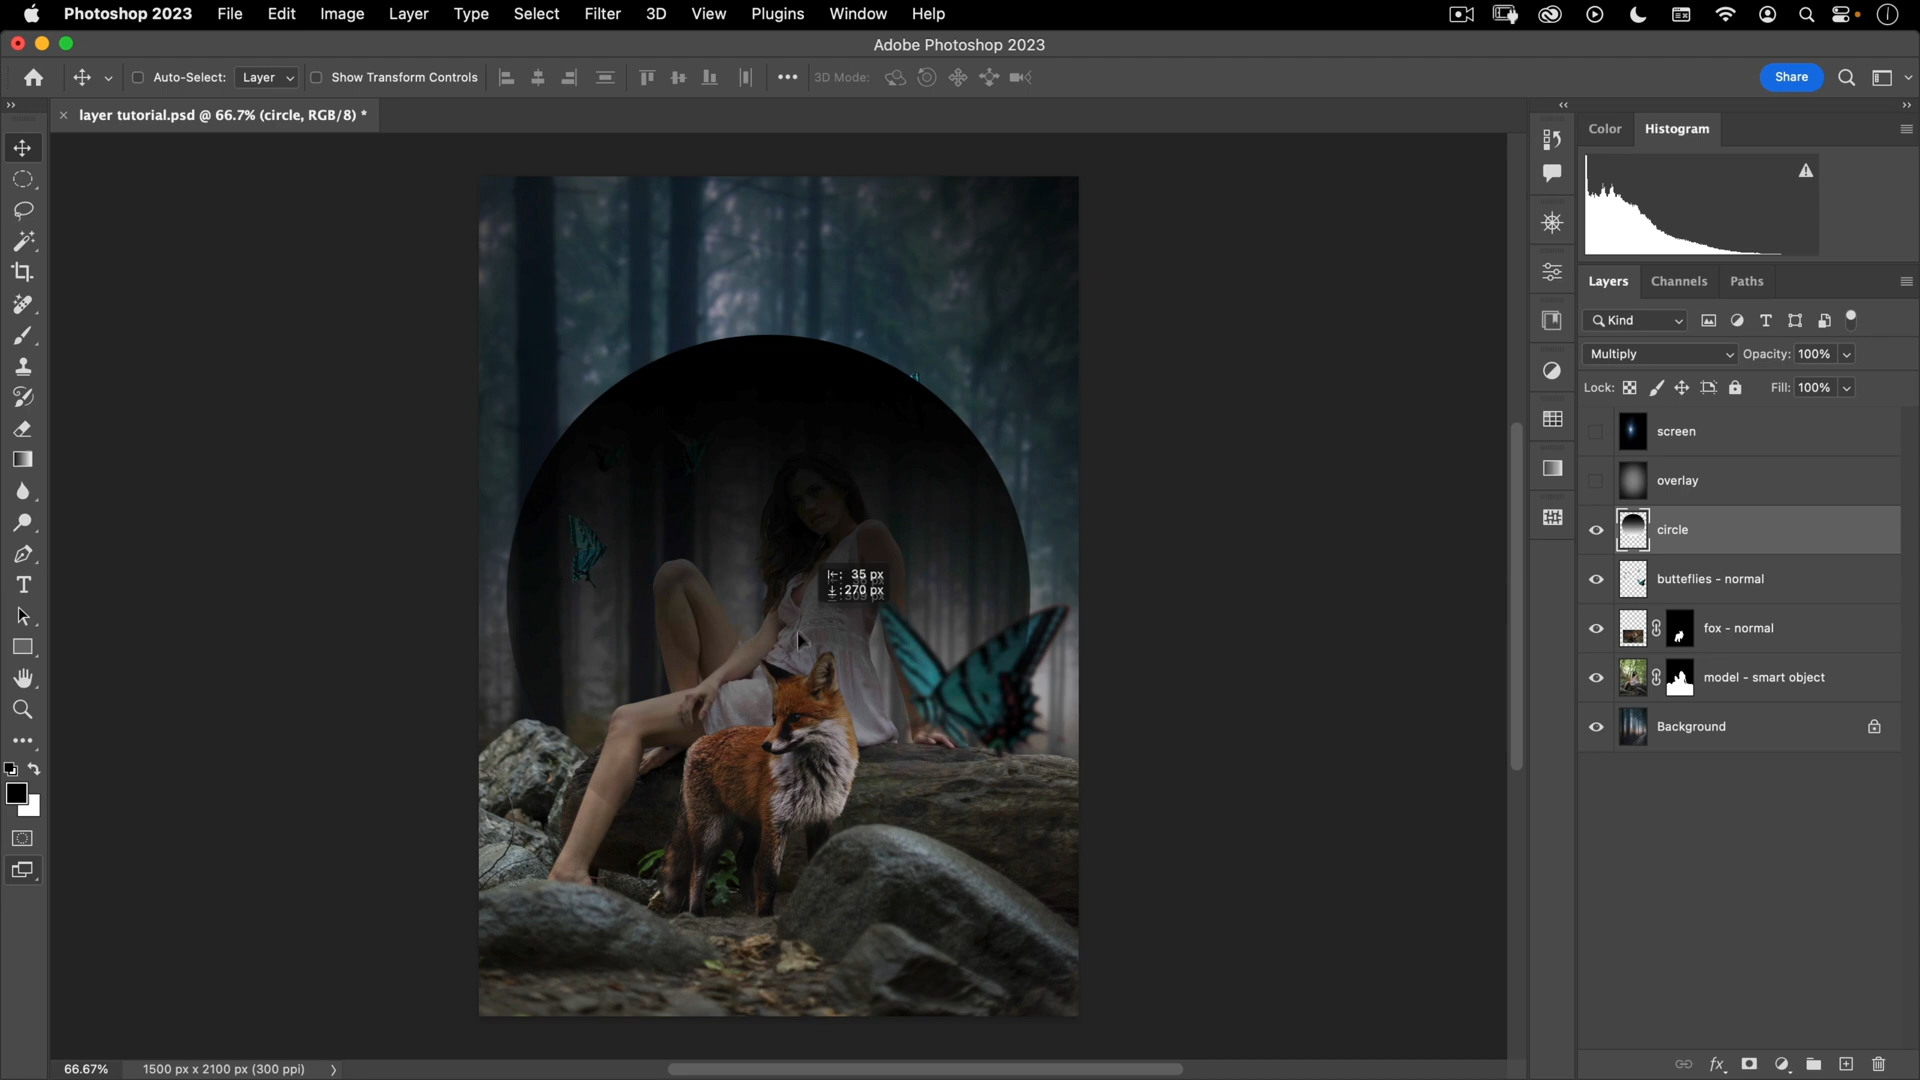 Photoshop 2023 File Edit Image Layer Type Select Filter 3D View Plugins Window Help
Adobe Photoshop 2023
Auto-Select: Layer Show Transform Controls 3D Mode: Share
layer tutorial.psd @ 66.7% (circle, RGB/8) *
Color Histogram
Layers Channels Paths
Kind
Multiply Opacity: 100%
Lock: Fill: 100%
screen
overlay
circle
butteflies - normal
fox - normal
model - smart object
Background
35 px
270 px
66.67% 1500 px x 2100 px (300 ppi)